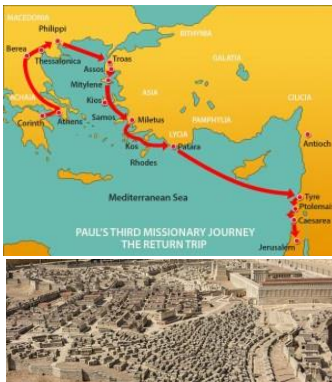 MACEDONIA
BITHYNIA
Philippi
Berea
Thessalonica
Troas
Assos
GALATIA
Mitylene
ASIA
CILICIA
ACHAIA
Kios
Athens
Corinth
Samos
Miletus
PAMPHYLIA
LYCIA
Antioch
Kos
Patara
Rhodes
Mediterranean Sea
Tyre
Ptolemai
Caesarea
PAUL'S THIRD MISSIONARY JOURNEY
THE RETURN TRIP
Jerusalem